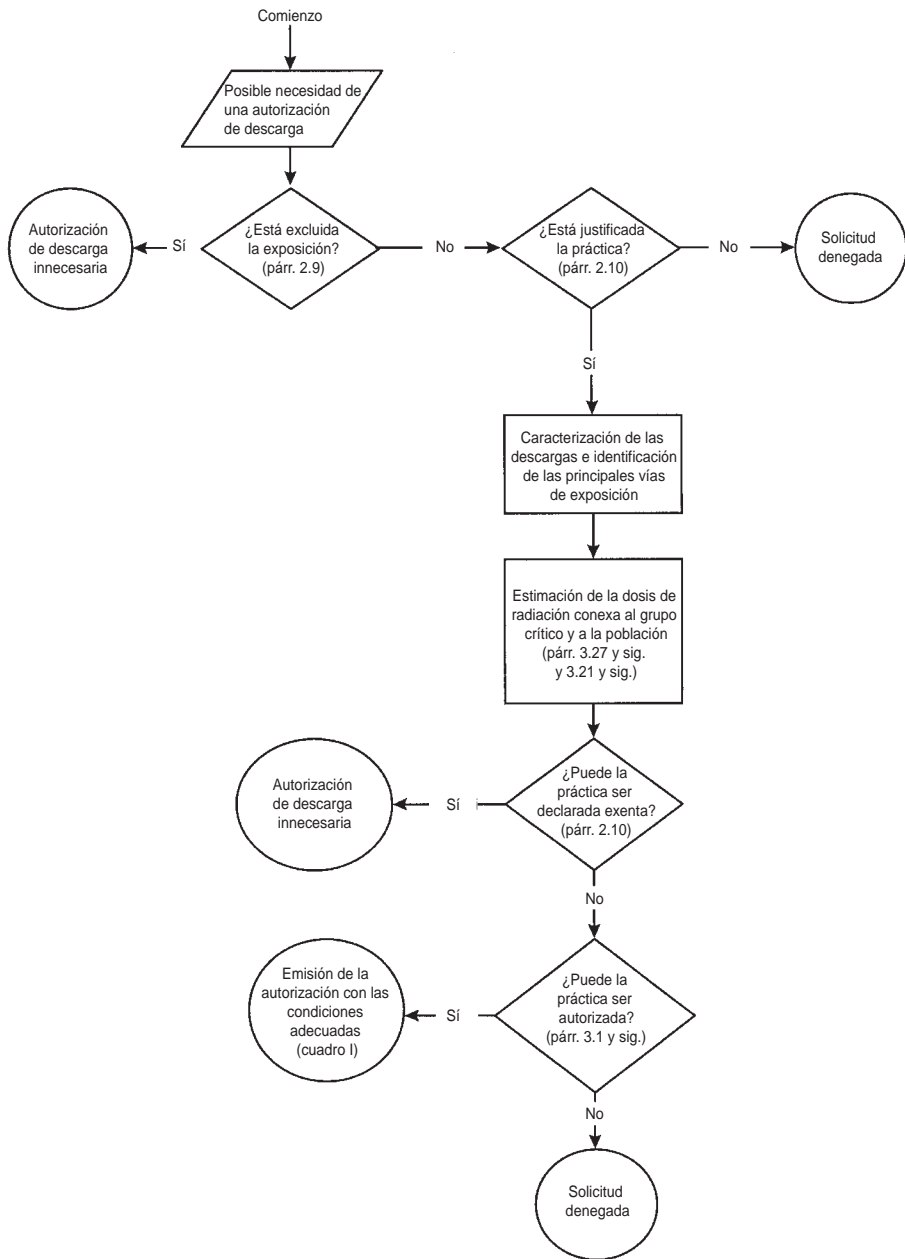 Comienzo
Posible necesidad de
una autorización
de descarga
Autorización
de descarga
innecesaria
Sí
¿Está excluida
la exposición?
(párr. 2.9)
No
¿Está justificada
la práctica?
(párr. 2.10)
No
Solicitud
denegada
Sí
Caracterización de las
descargas e identificación
de las principales vías
de exposición
Estimación de la dosis de
radiación conexa al grupo
crítico y a la población
(párr. 3.27 y sig.
y 3.21 y sig.)
Autorización
de descarga
innecesaria
Sí
¿Puede la
práctica ser
declarada exenta?
(párr. 2.10)
No
Emisión de la
autorización con las
condiciones
adecuadas
(cuadro I)
Sí
¿Puede la
práctica ser
autorizada?
(párr. 3.1 y sig.)
No
Solicitud
denegada